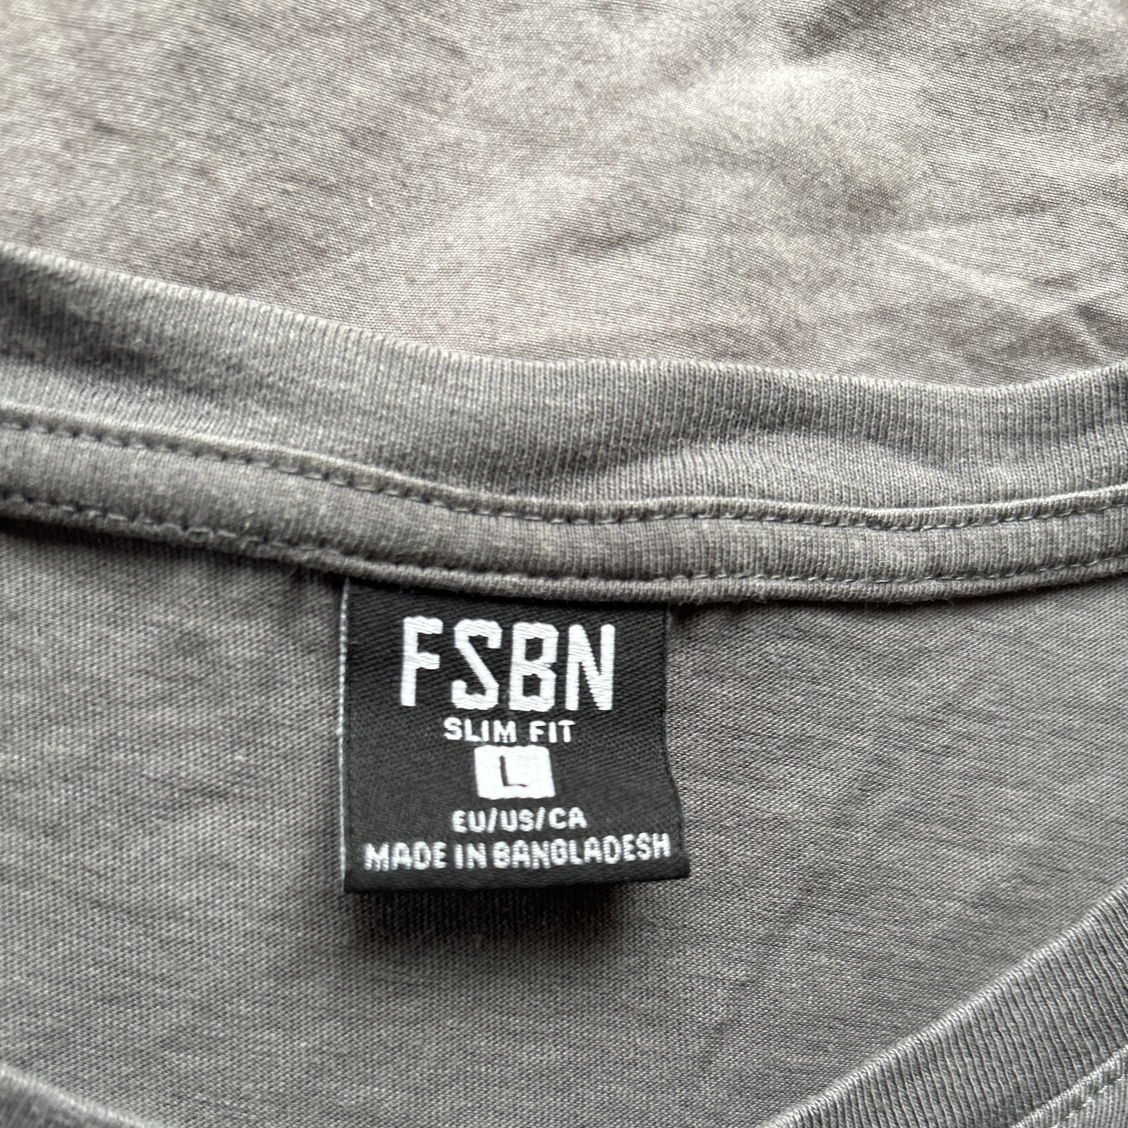 FSBN
SLIM FIT
L
EU/US/CA
MADE IN BANGLADESH